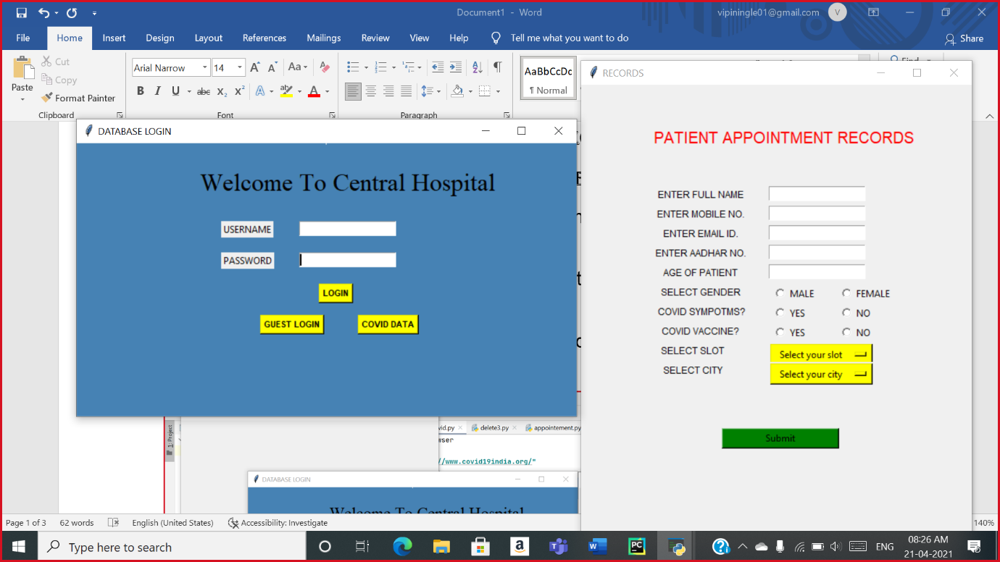 Document1 - Word
vipiningle01@gmail.com
V
File Home Insert Design Layout References Mailings Review View Help Tell me what you want to do
Share
Paste
Cut
Copy
Format Painter
Clipboard
Arial Narrow
14
Font
Paragraph
AaBbCcDc
¶ Normal
Find
DATABASE LOGIN
Welcome To Central Hospital
USERNAME
PASSWORD
LOGIN
GUEST LOGIN COVID DATA
RECORDS
PATIENT APPOINTMENT RECORDS
ENTER FULL NAME
ENTER MOBILE NO.
ENTER EMAIL ID.
ENTER AADHAR NO.
AGE OF PATIENT
SELECT GENDER MALE FEMALE
COVID SYMPOTMS? YES NO
COVID VACCINE? YES NO
SELECT SLOT Select your slot
SELECT CITY Select your city
Submit
1: Project
vid.py delete3.py appointement.py
wser
//www.covid19india.org/"
DATABASE LOGIN
Welcome To Central Hospital
Page 1 of 3 62 words English (United States) Accessibility: Investigate
140%
Type here to search
ENG
08:26 AM
21-04-2021